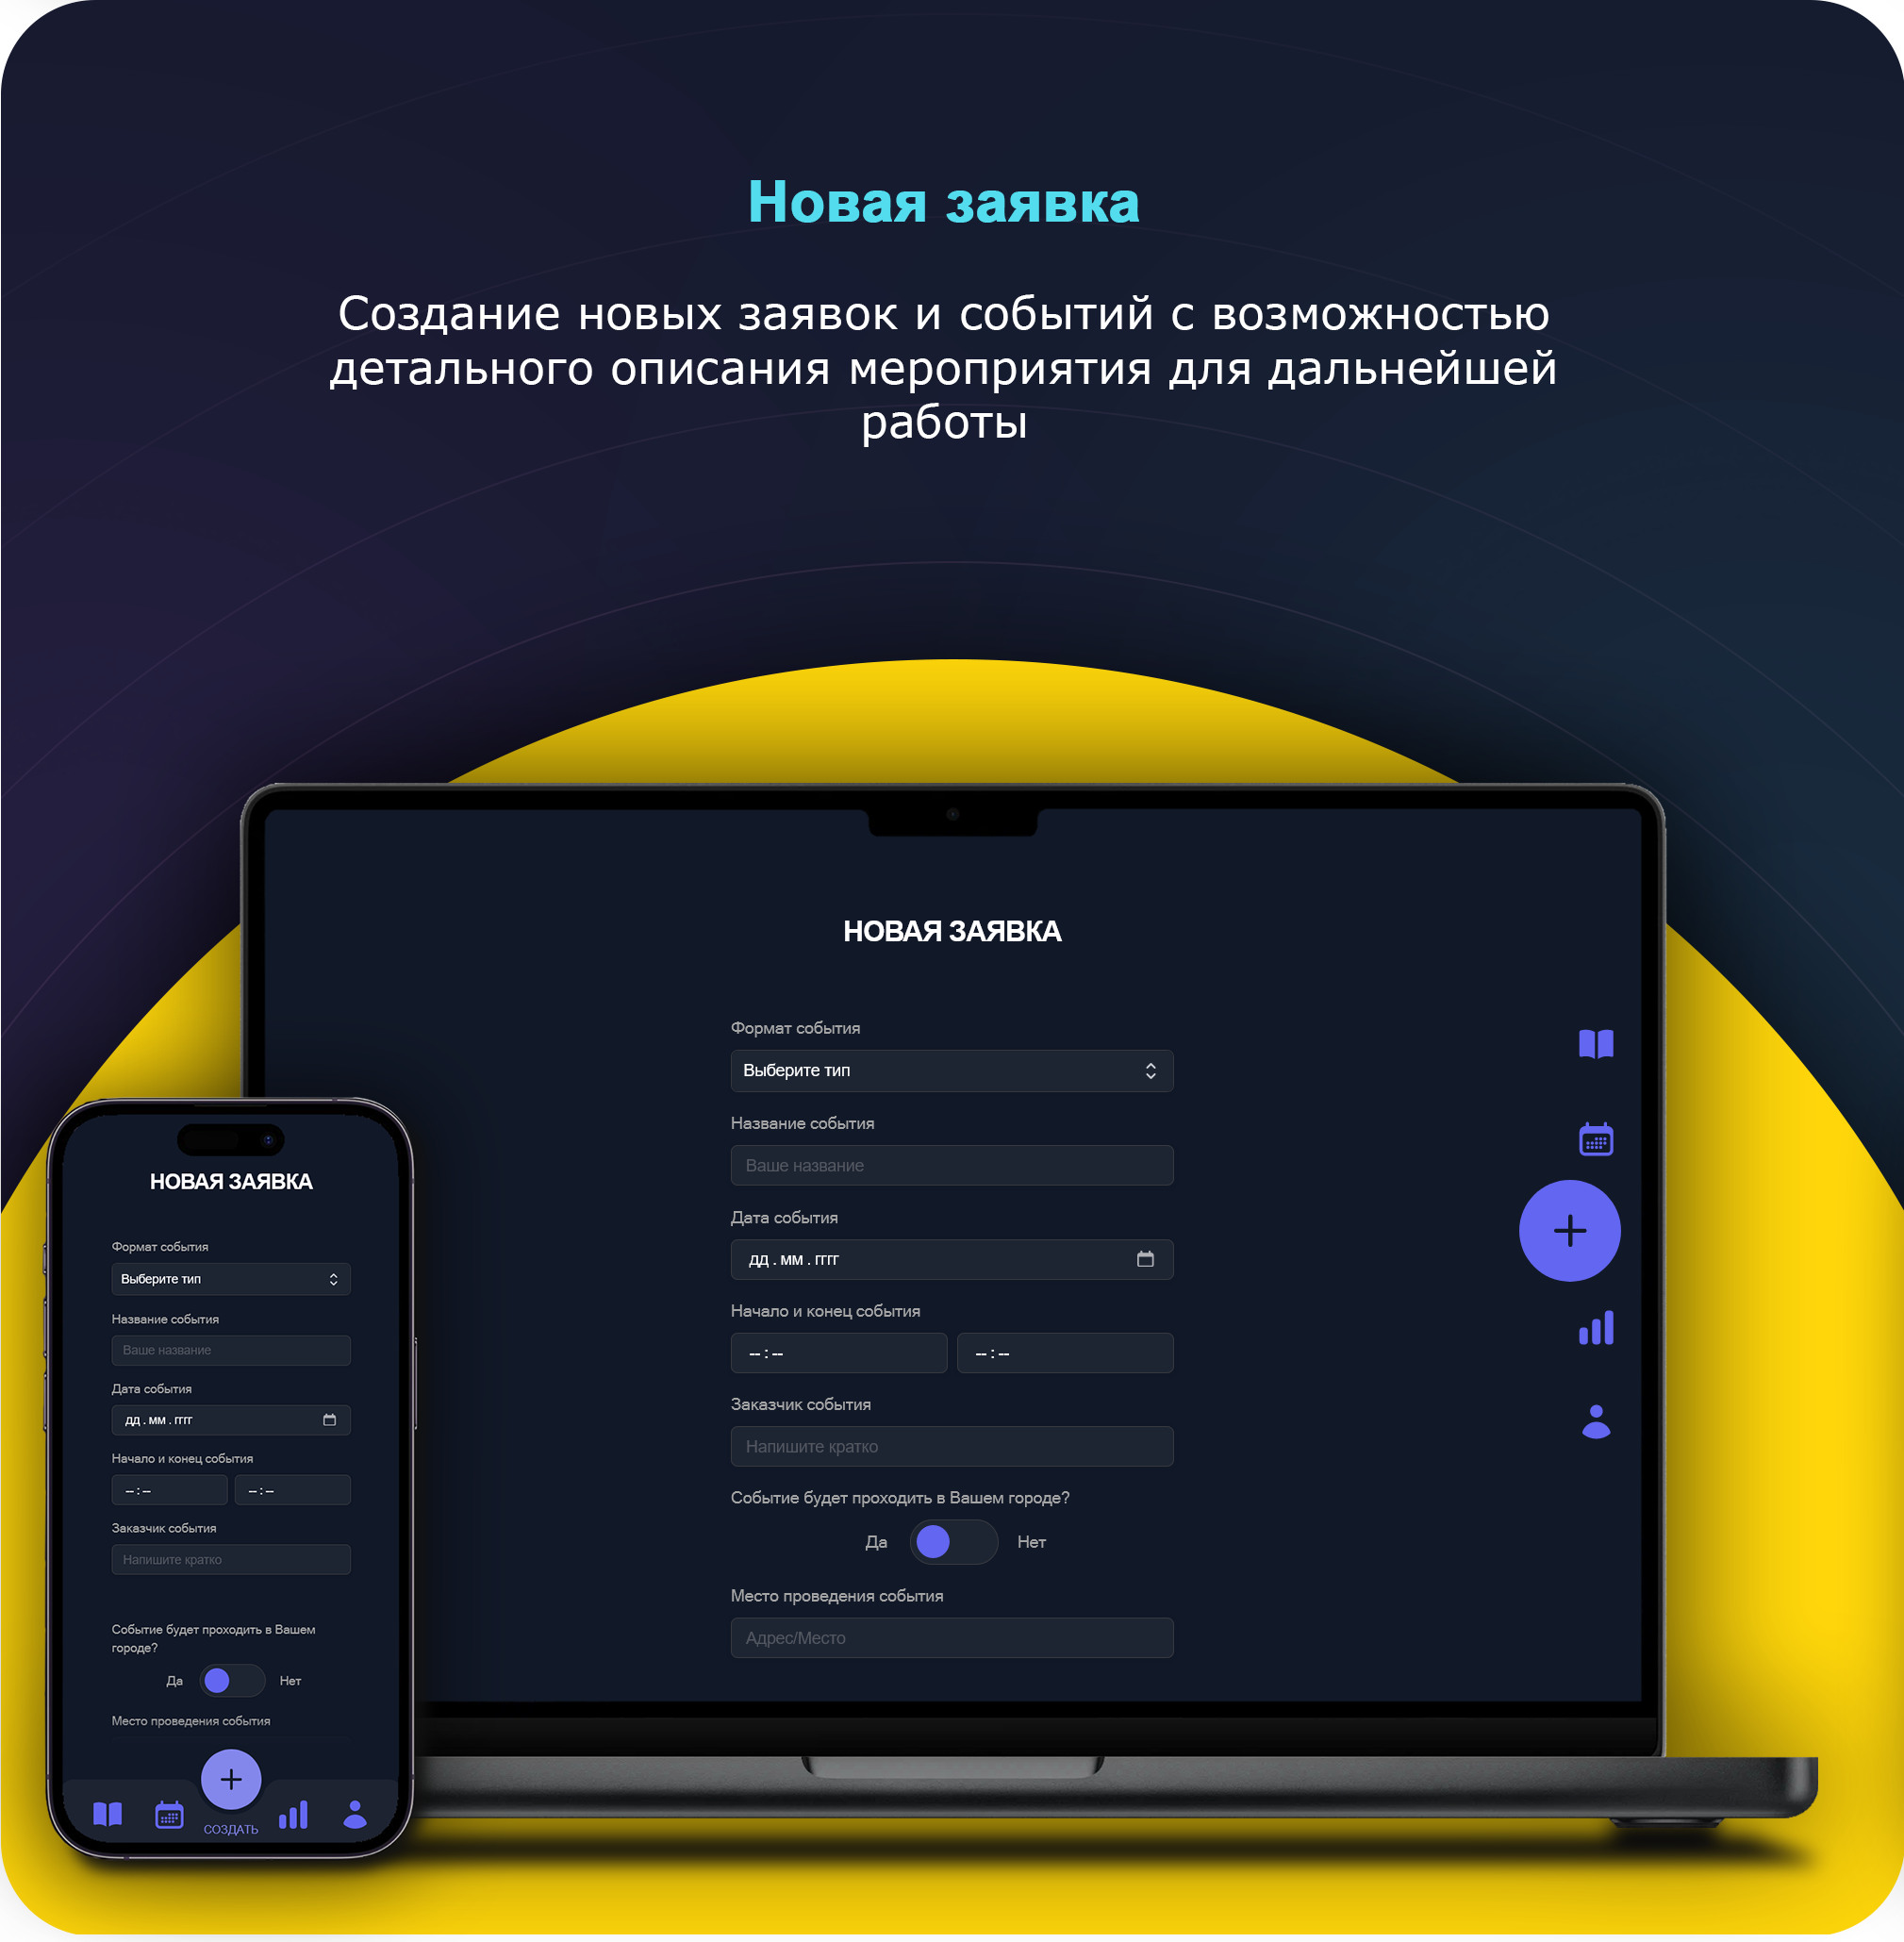 Новая заявка
Создание новых заявок и событий с возможностью
детального описания мероприятия для дальнейшей
работы
НОВАЯ ЗАЯВКА
Формат события
Выберите тип
Название события
Ваше название
Дата события
дд . мм . гггг
Начало и конец события
-- : -- -- : --
Заказчик события
Напишите кратко
Событие будет проходить в Вашем городе?
Да Нет
Место проведения события
Адрес/Место
НОВАЯ ЗАЯВКА
Формат события
Выберите тип
Название события
Ваше название
Дата события
дд . мм . гггг
Начало и конец события
-- : -- -- : --
Заказчик события
Напишите кратко
Событие будет проходить в Вашем
городе?
Да Нет
Место проведения события
СОЗДАТЬ